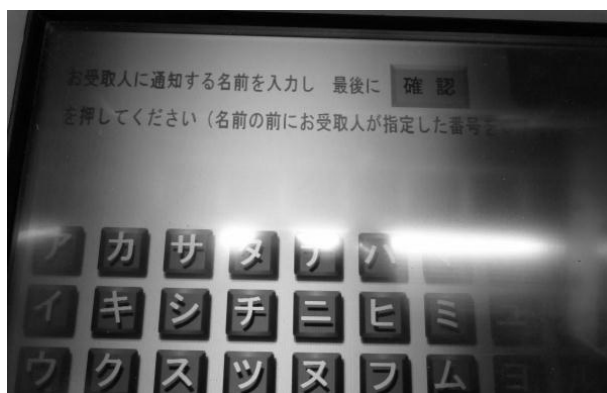 お受取人に通知する名前を入力し 最後に 確認
を押してください（名前の前にお受取人が指定した番号を
ア カ サ タ ナ ハ
イ キ シ チ ニ ヒ ミ
ウ ク ス ツ ヌ フ ム ヨ